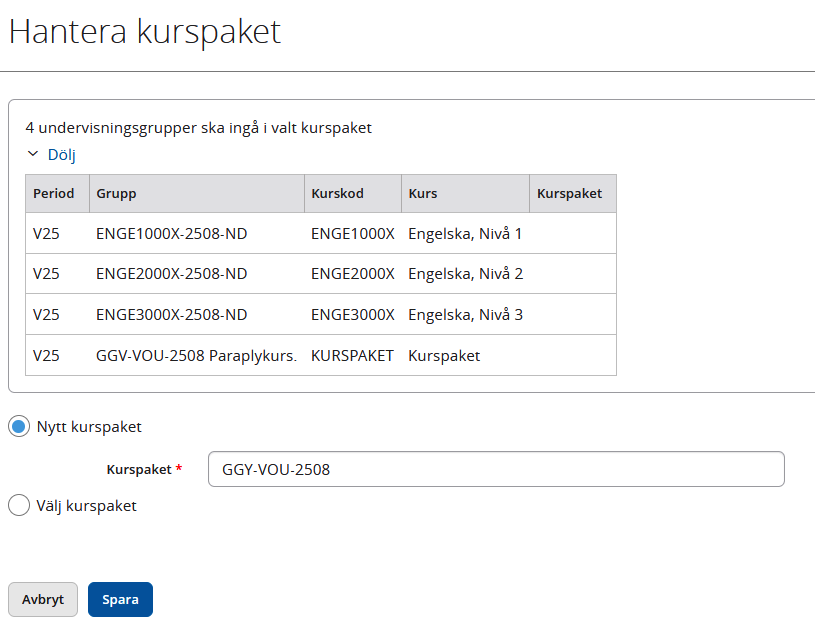 Hantera kurspaket
4 undervisningsgrupper ska ingå i valt kurspaket
Dölj
Period Grupp Kurskod Kurs Kurspaket
V25 ENGE1000X-2508-ND ENGE1000X Engelska, Nivå 1
V25 ENGE2000X-2508-ND ENGE2000X Engelska, Nivå 2
V25 ENGE3000X-2508-ND ENGE3000X Engelska, Nivå 3
V25 GGV-VOU-2508 Paraplykurs. KURSPAKET Kurspaket
Nytt kurspaket
Kurspaket * GGY-VOU-2508
Välj kurspaket
Avbryt Spara